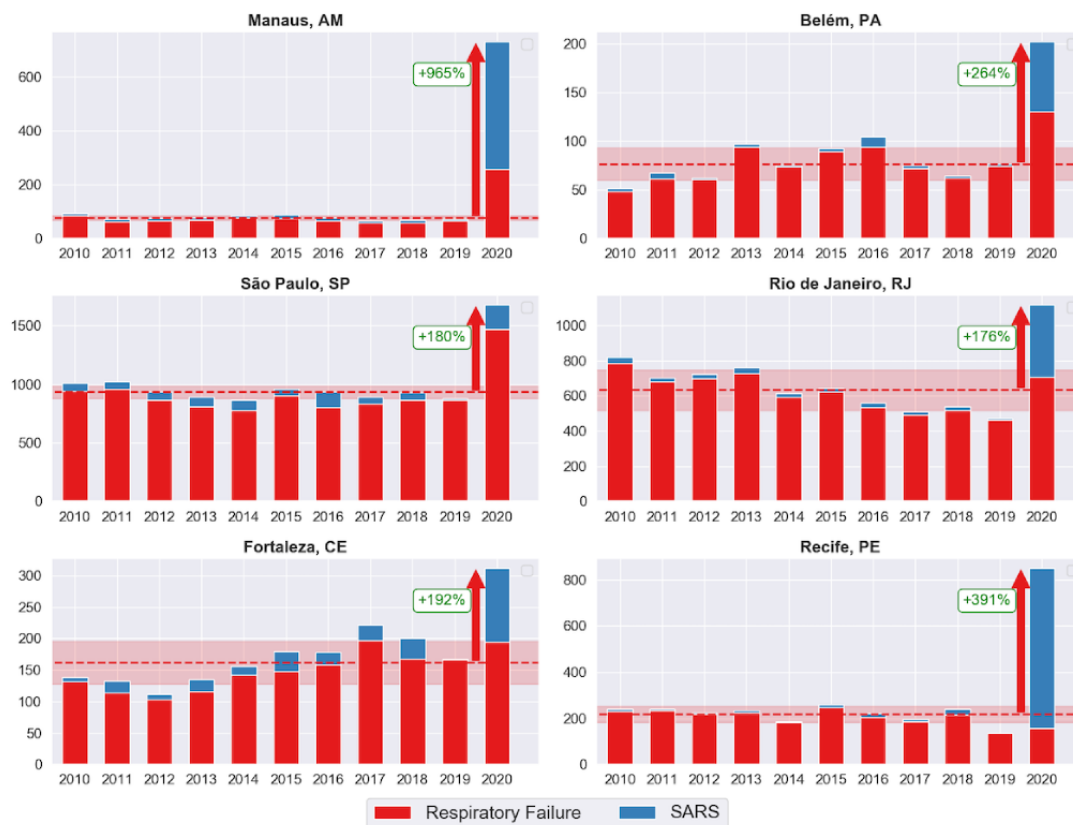 Manaus, AM
600
400
200
0
+965%
2010 2011 2012 2013 2014 2015 2016 2017 2018 2019 2020
Belém, PA
200
150
100
50
0
+264%
2010 2011 2012 2013 2014 2015 2016 2017 2018 2019 2020
São Paulo, SP
1500
1000
500
0
+180%
2010 2011 2012 2013 2014 2015 2016 2017 2018 2019 2020
Rio de Janeiro, RJ
1000
800
600
400
200
0
+176%
2010 2011 2012 2013 2014 2015 2016 2017 2018 2019 2020
Fortaleza, CE
300
250
200
150
100
50
0
+192%
2010 2011 2012 2013 2014 2015 2016 2017 2018 2019 2020
Recife, PE
800
600
400
200
0
+391%
2010 2011 2012 2013 2014 2015 2016 2017 2018 2019 2020
Respiratory Failure SARS